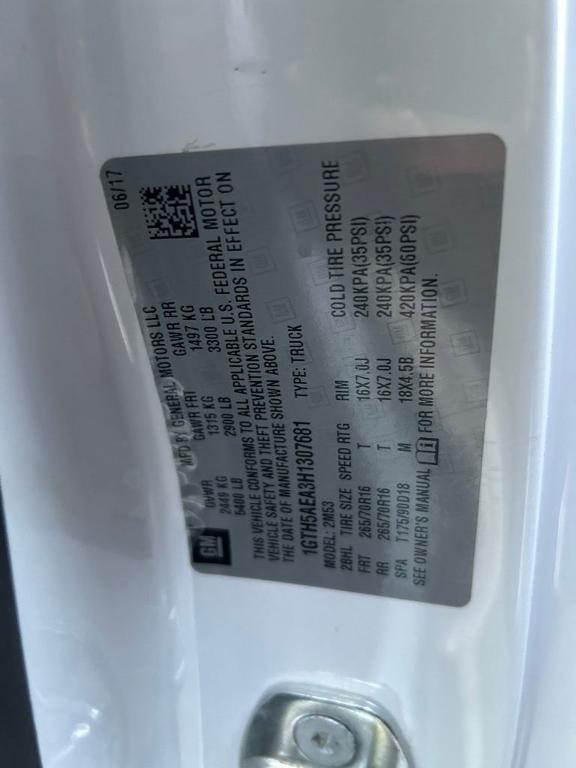 06/17
MFD BY GENERAL MOTORS LLC
GVWR GAWR FRT GAWR RR
2449 KG 1315 KG 1497 KG
5400 LB 2900 LB 3300 LB
GM
THIS VEHICLE CONFORMS TO ALL APPLICABLE U.S. FEDERAL MOTOR
VEHICLE SAFETY AND THEFT PREVENTION STANDARDS IN EFFECT ON
THE DATE OF MANUFACTURE SHOWN ABOVE.
1GTH5AEA3H1307681 TYPE: TRUCK
MODEL: 2M53
2BHL TIRE SIZE SPEED RTG RIM COLD TIRE PRESSURE
FRT 265/70R16 T 16X7.0J 240KPA(35PSI)
RR 265/70R16 T 16X7.0J 240KPA(35PSI)
SPA T175/90D18 M 18X4.5B 420KPA(60PSI)
SEE OWNER'S MANUAL FOR MORE INFORMATION.